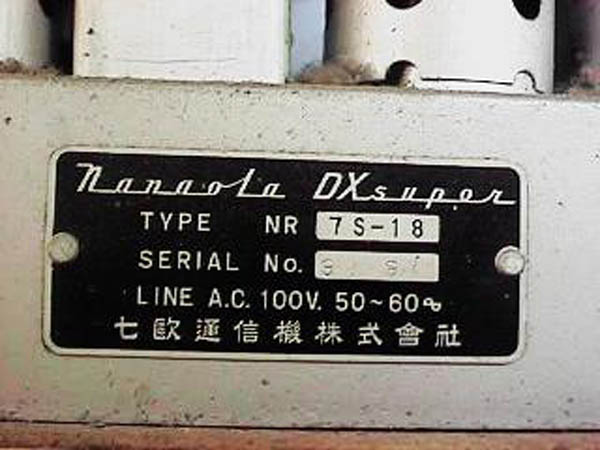 Nanaola DXsuper
TYPE NR 7S-18
SERIAL No.
LINE A.C. 100V. 50~60∿
七歐通信機株式會社